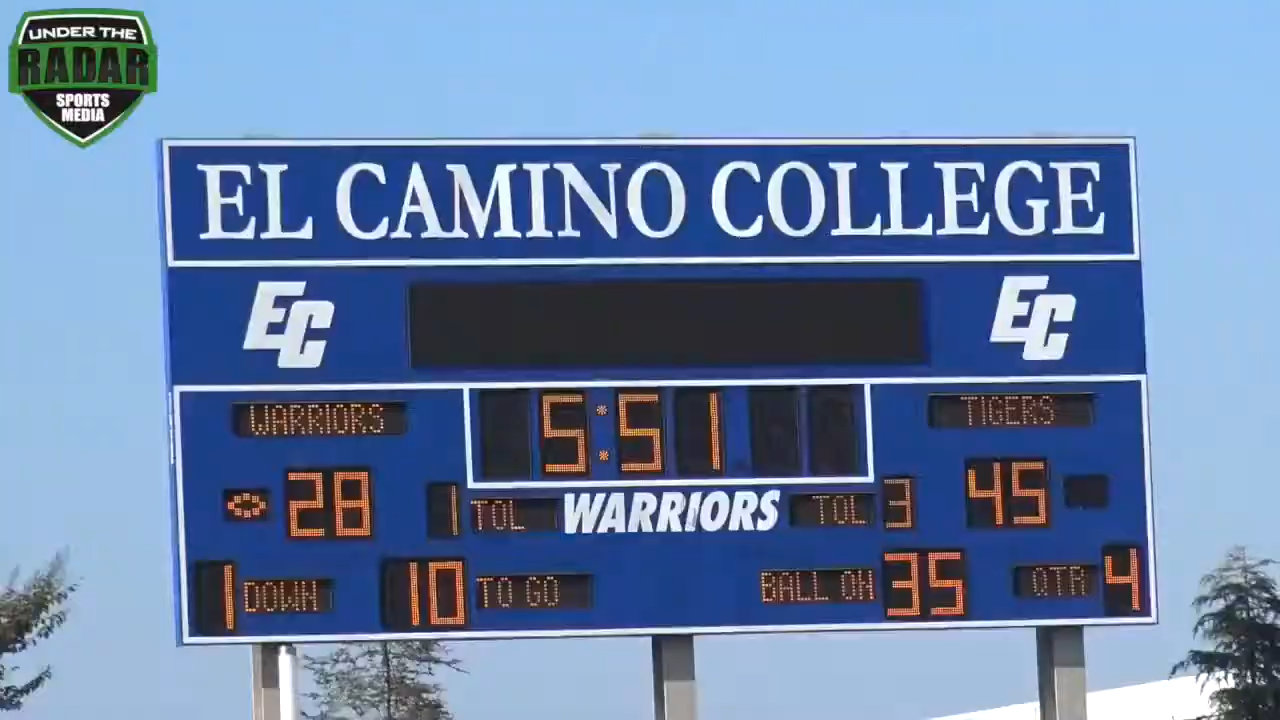 UNDER THE
RADAR
SPORTS
MEDIA
EL CAMINO COLLEGE
EC EC
WARRIORS 5:51 TIGERS
28 1 TOL WARRIORS TOL 3 45
1 DOWN 10 TO GO BALL ON 35 QTR 4